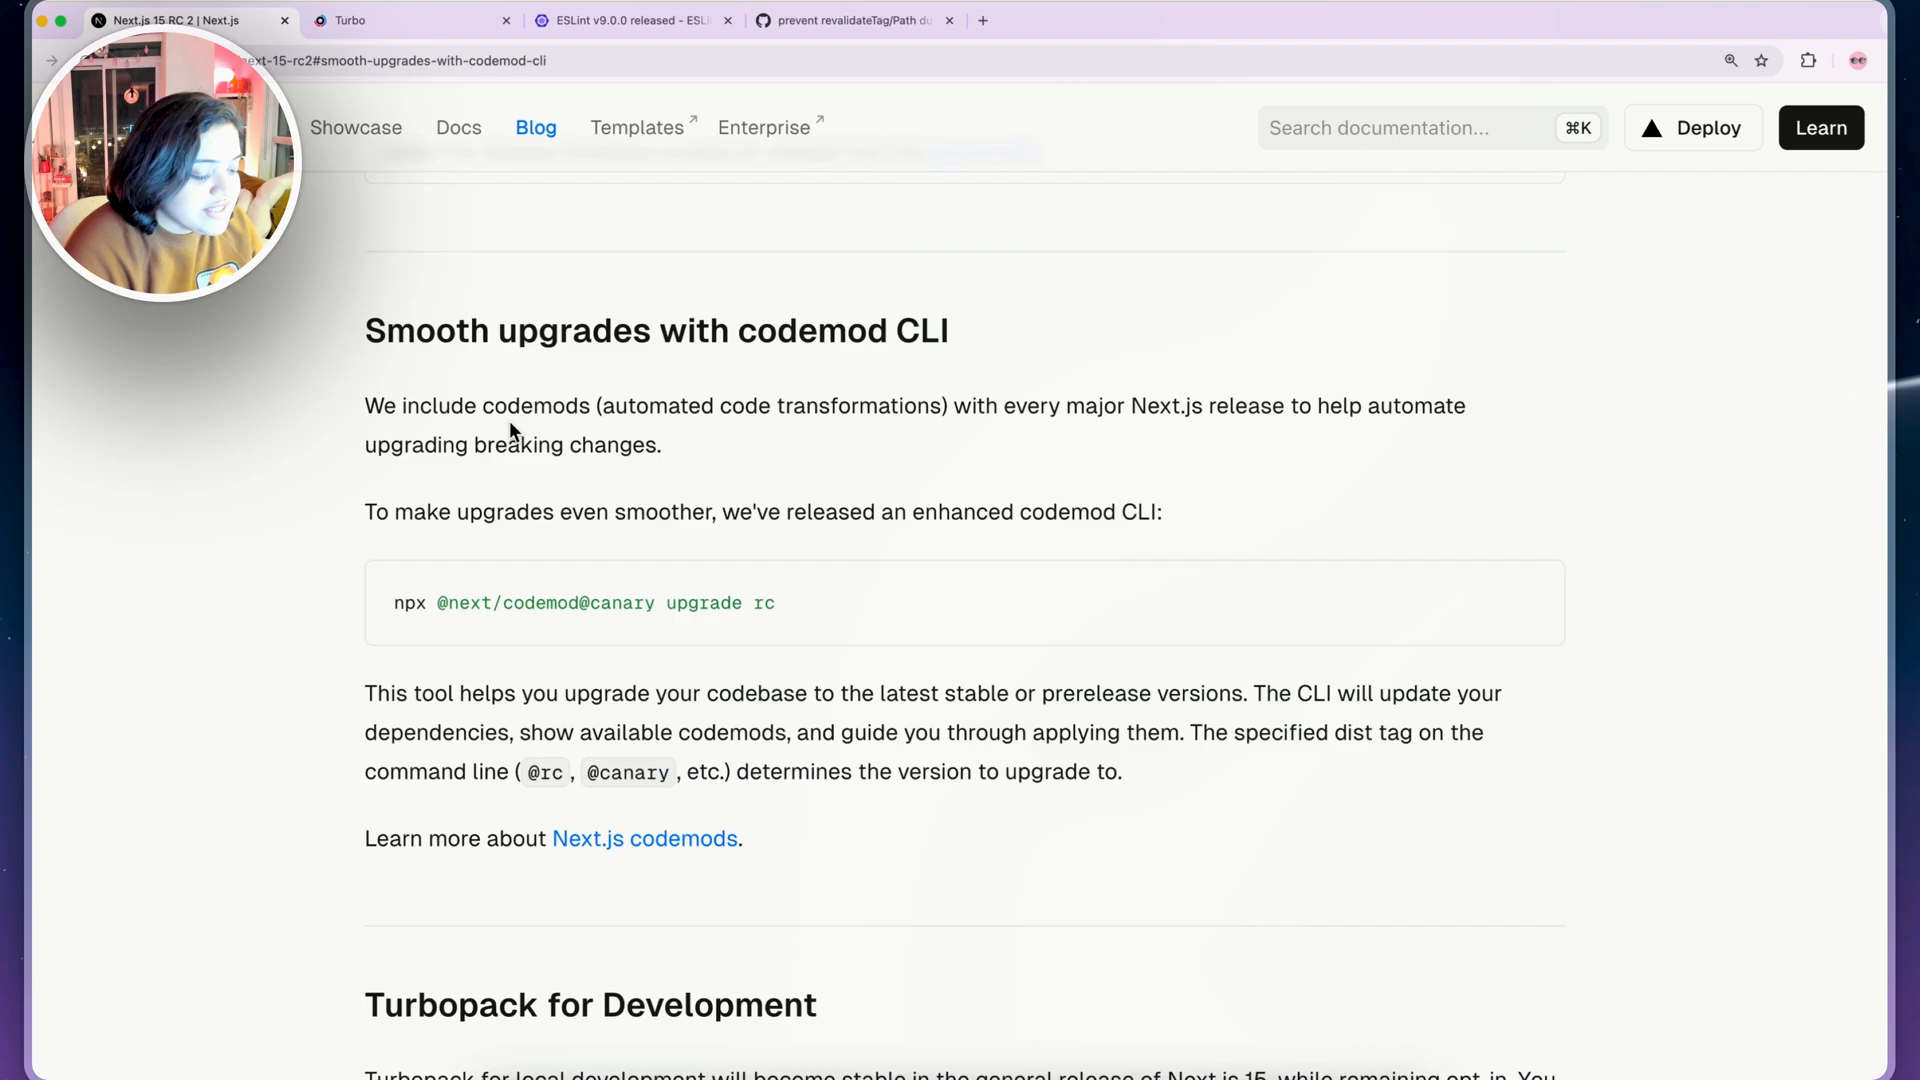 Next.js 15 RC 2 | Next.js
Turbo
ESLint v9.0.0 released - ESLi
prevent revalidateTag/Path du
ext-15-rc2#smooth-upgrades-with-codemod-cli
Showcase
Docs
Blog
Templates
Enterprise
Search documentation...
⌘K
Deploy
Learn
Smooth upgrades with codemod CLI
We include codemods (automated code transformations) with every major Next.js release to help automate
upgrading breaking changes.
To make upgrades even smoother, we've released an enhanced codemod CLI:
npx @next/codemod@canary upgrade rc
This tool helps you upgrade your codebase to the latest stable or prerelease versions. The CLI will update your
dependencies, show available codemods, and guide you through applying them. The specified dist tag on the
command line (@rc, @canary, etc.) determines the version to upgrade to.
Learn more about Next.js codemods.
Turbopack for Development
Turbopack for local development will become stable in the general release of Next.js 15, while remaining opt-in. You